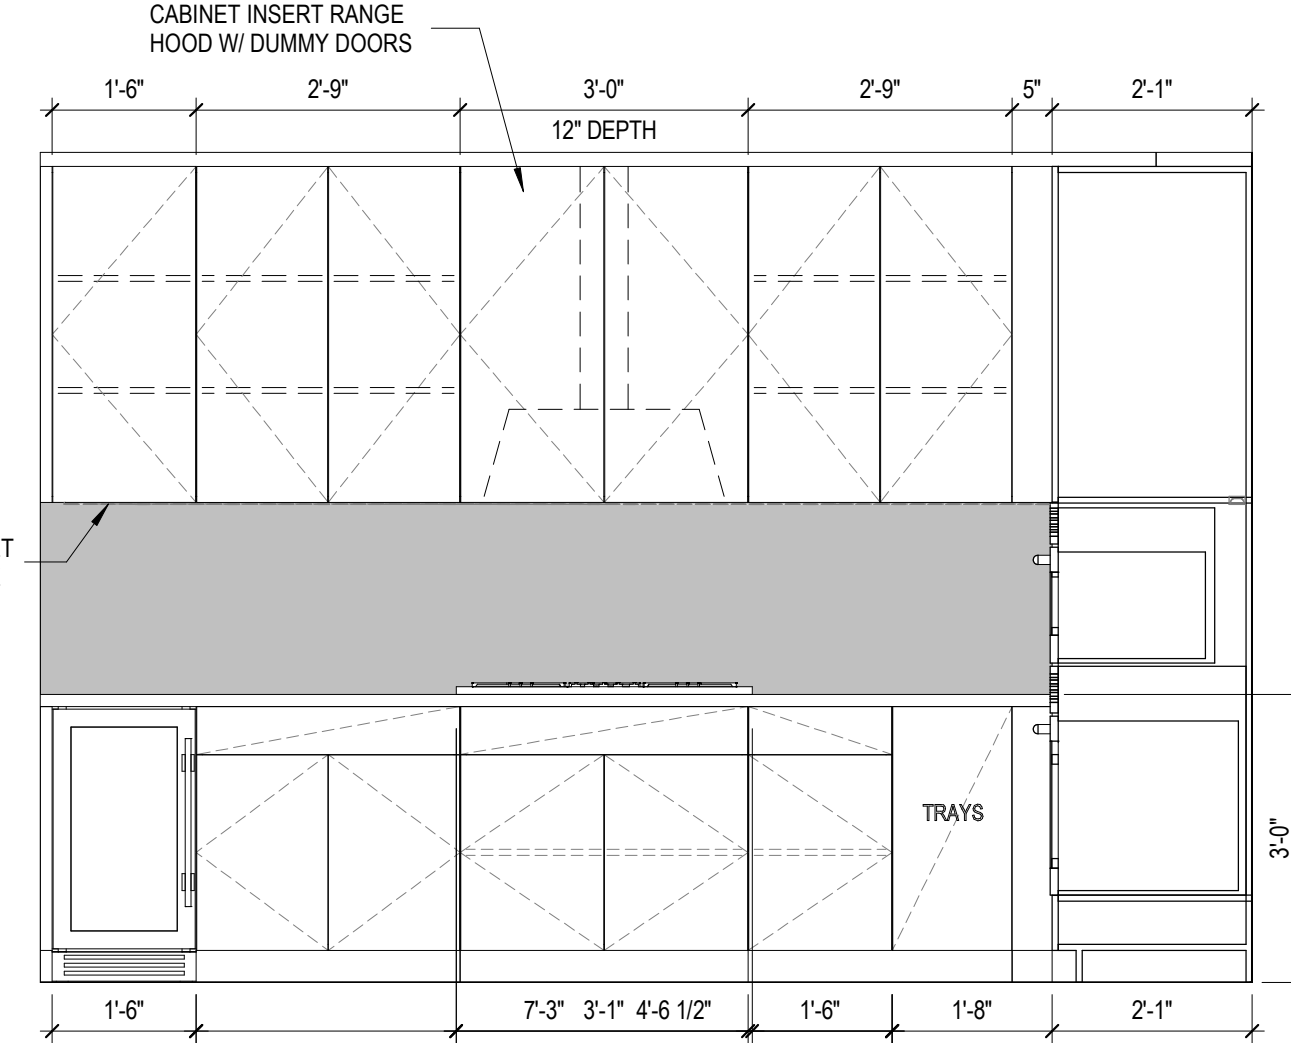 CABINET INSERT RANGE
HOOD W/ DUMMY DOORS
1'-6" 2'-9" 3'-0" 2'-9" 5" 2'-1"
12" DEPTH
TRAYS
3'-0"
1'-6" 7'-3" 3'-1" 4'-6 1/2" 1'-6" 1'-8" 2'-1"